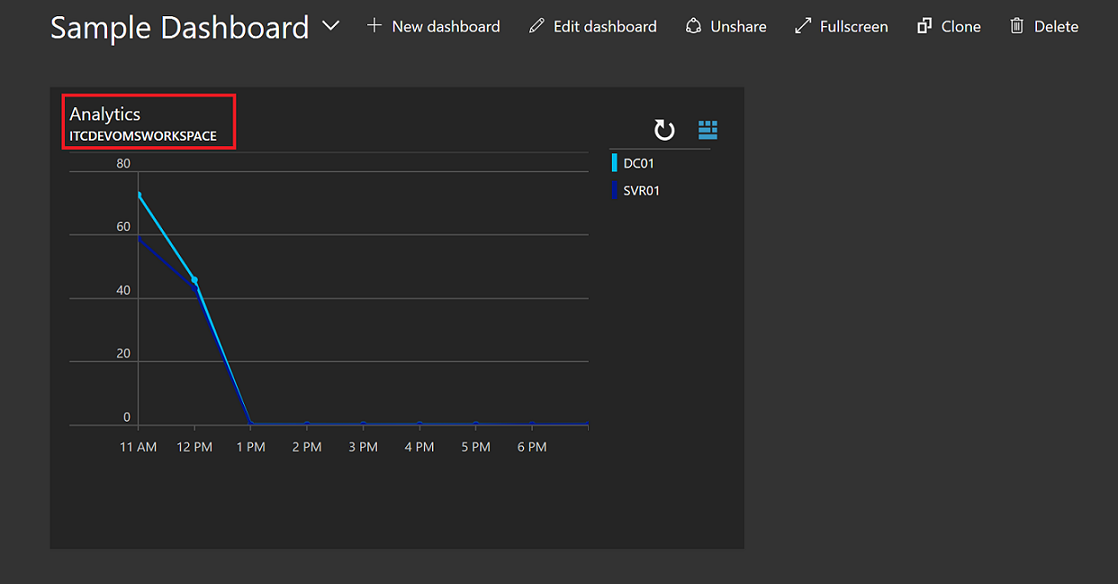 Sample Dashboard
New dashboard
Edit dashboard
Unshare
Fullscreen
Clone
Delete
Analytics
ITCDEVOMSWORKSPACE
DC01
SVR01
80
60
40
20
0
11 AM 12 PM 1 PM 2 PM 3 PM 4 PM 5 PM 6 PM